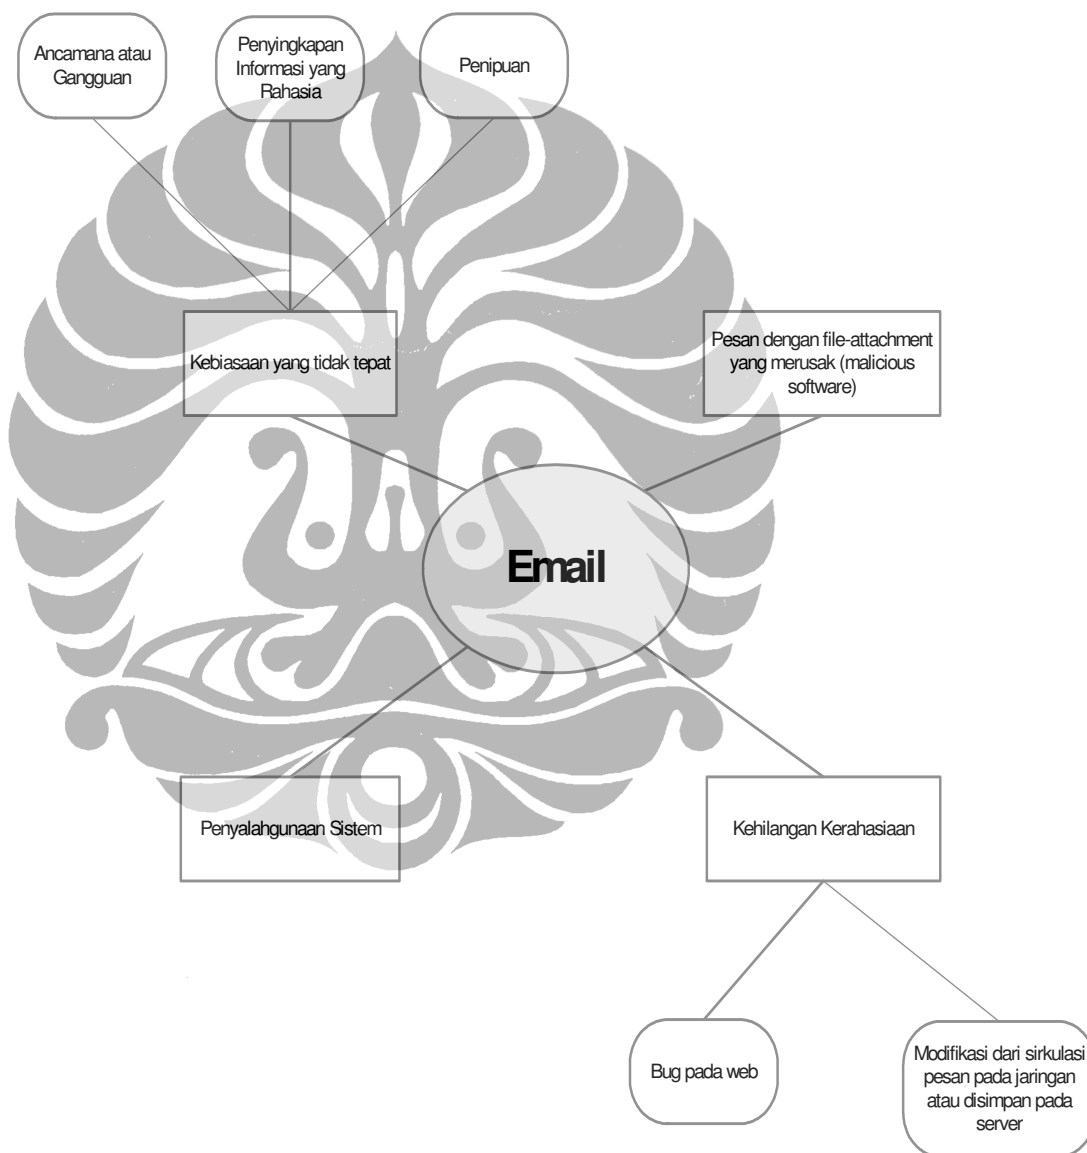 Ancamana atau
Gangguan
Penyingkapan
Informasi yang
Rahasia
Penipuan
Kebiasaan yang tidak tepat
Pesan dengan file-attachment
yang merusak (malicious
software)
Email
Penyalahgunaan Sistem
Kehilangan Kerahasiaan
Bug pada web
Modifikasi dari sirkulasi
pesan pada jaringan
atau disimpan pada
server